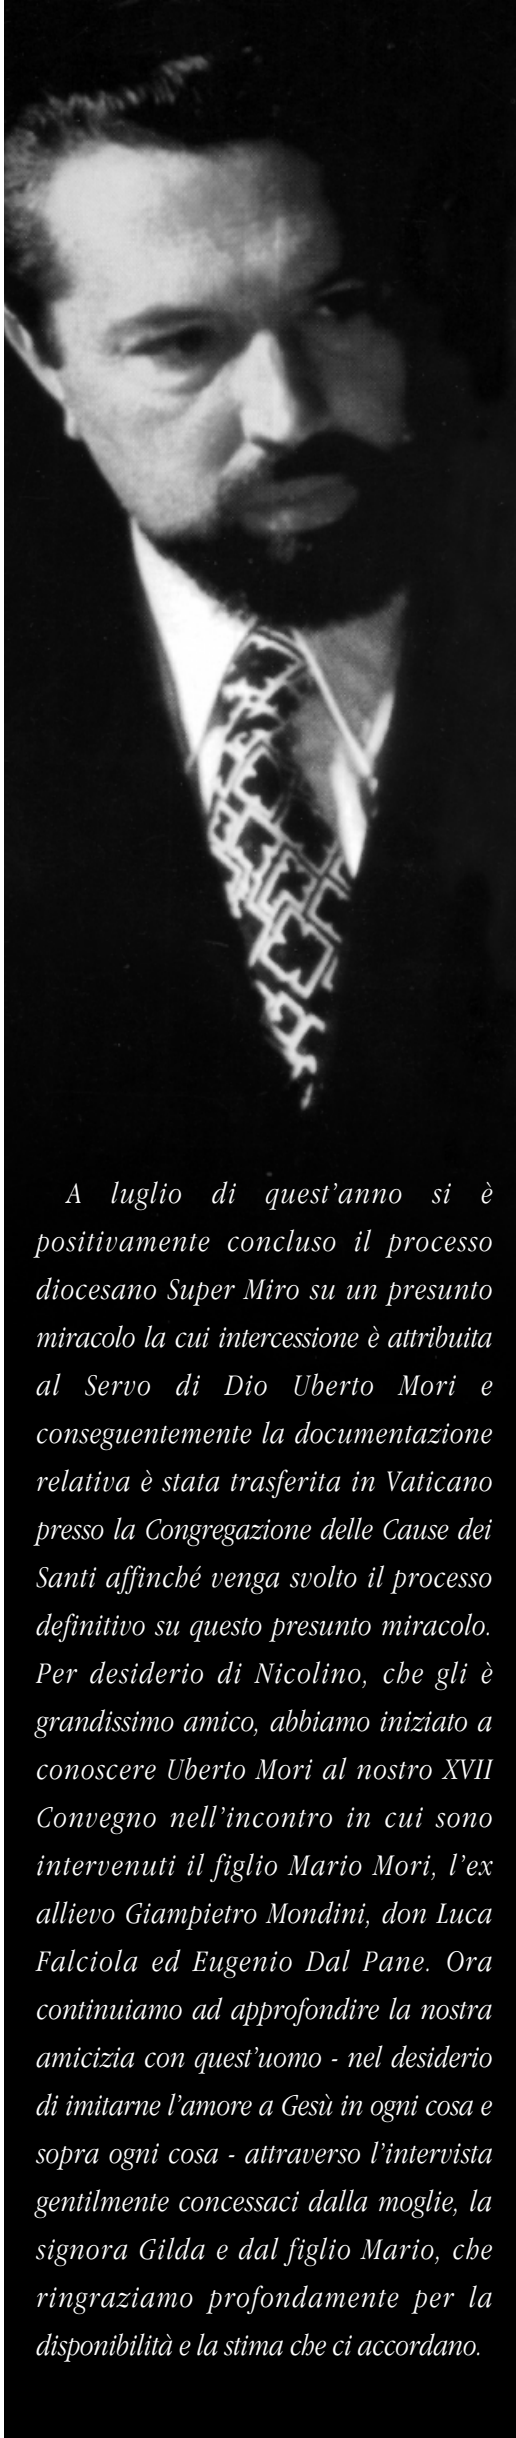 A luglio di quest’anno si è
positivamente concluso il processo
diocesano Super Miro su un presunto
miracolo la cui intercessione è attribuita
al Servo di Dio Uberto Mori e
conseguentemente la documentazione
relativa è stata trasferita in Vaticano
presso la Congregazione delle Cause dei
Santi affinché venga svolto il processo
definitivo su questo presunto miracolo.
Per desiderio di Nicolino, che gli è
grandissimo amico, abbiamo iniziato a
conoscere Uberto Mori al nostro XVII
Convegno nell’incontro in cui sono
intervenuti il figlio Mario Mori, l’ex
allievo Giampietro Mondini, don Luca
Falciola ed Eugenio Dal Pane. Ora
continuiamo ad approfondire la nostra
amicizia con quest’uomo - nel desiderio
di imitarne l’amore a Gesù in ogni cosa e
sopra ogni cosa - attraverso l’intervista
gentilmente concessaci dalla moglie, la
signora Gilda e dal figlio Mario, che
ringraziamo profondamente per la
disponibilità e la stima che ci accordano.